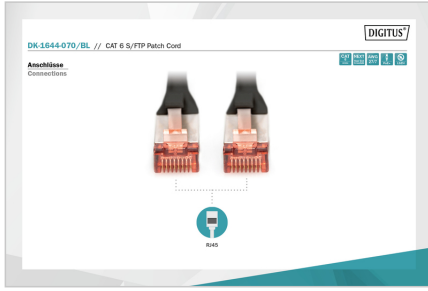 DIGITUS®
DK-1644-070/BL // CAT 6 S/FTP Patch Cord
Anschlüsse
Connections
RJ45